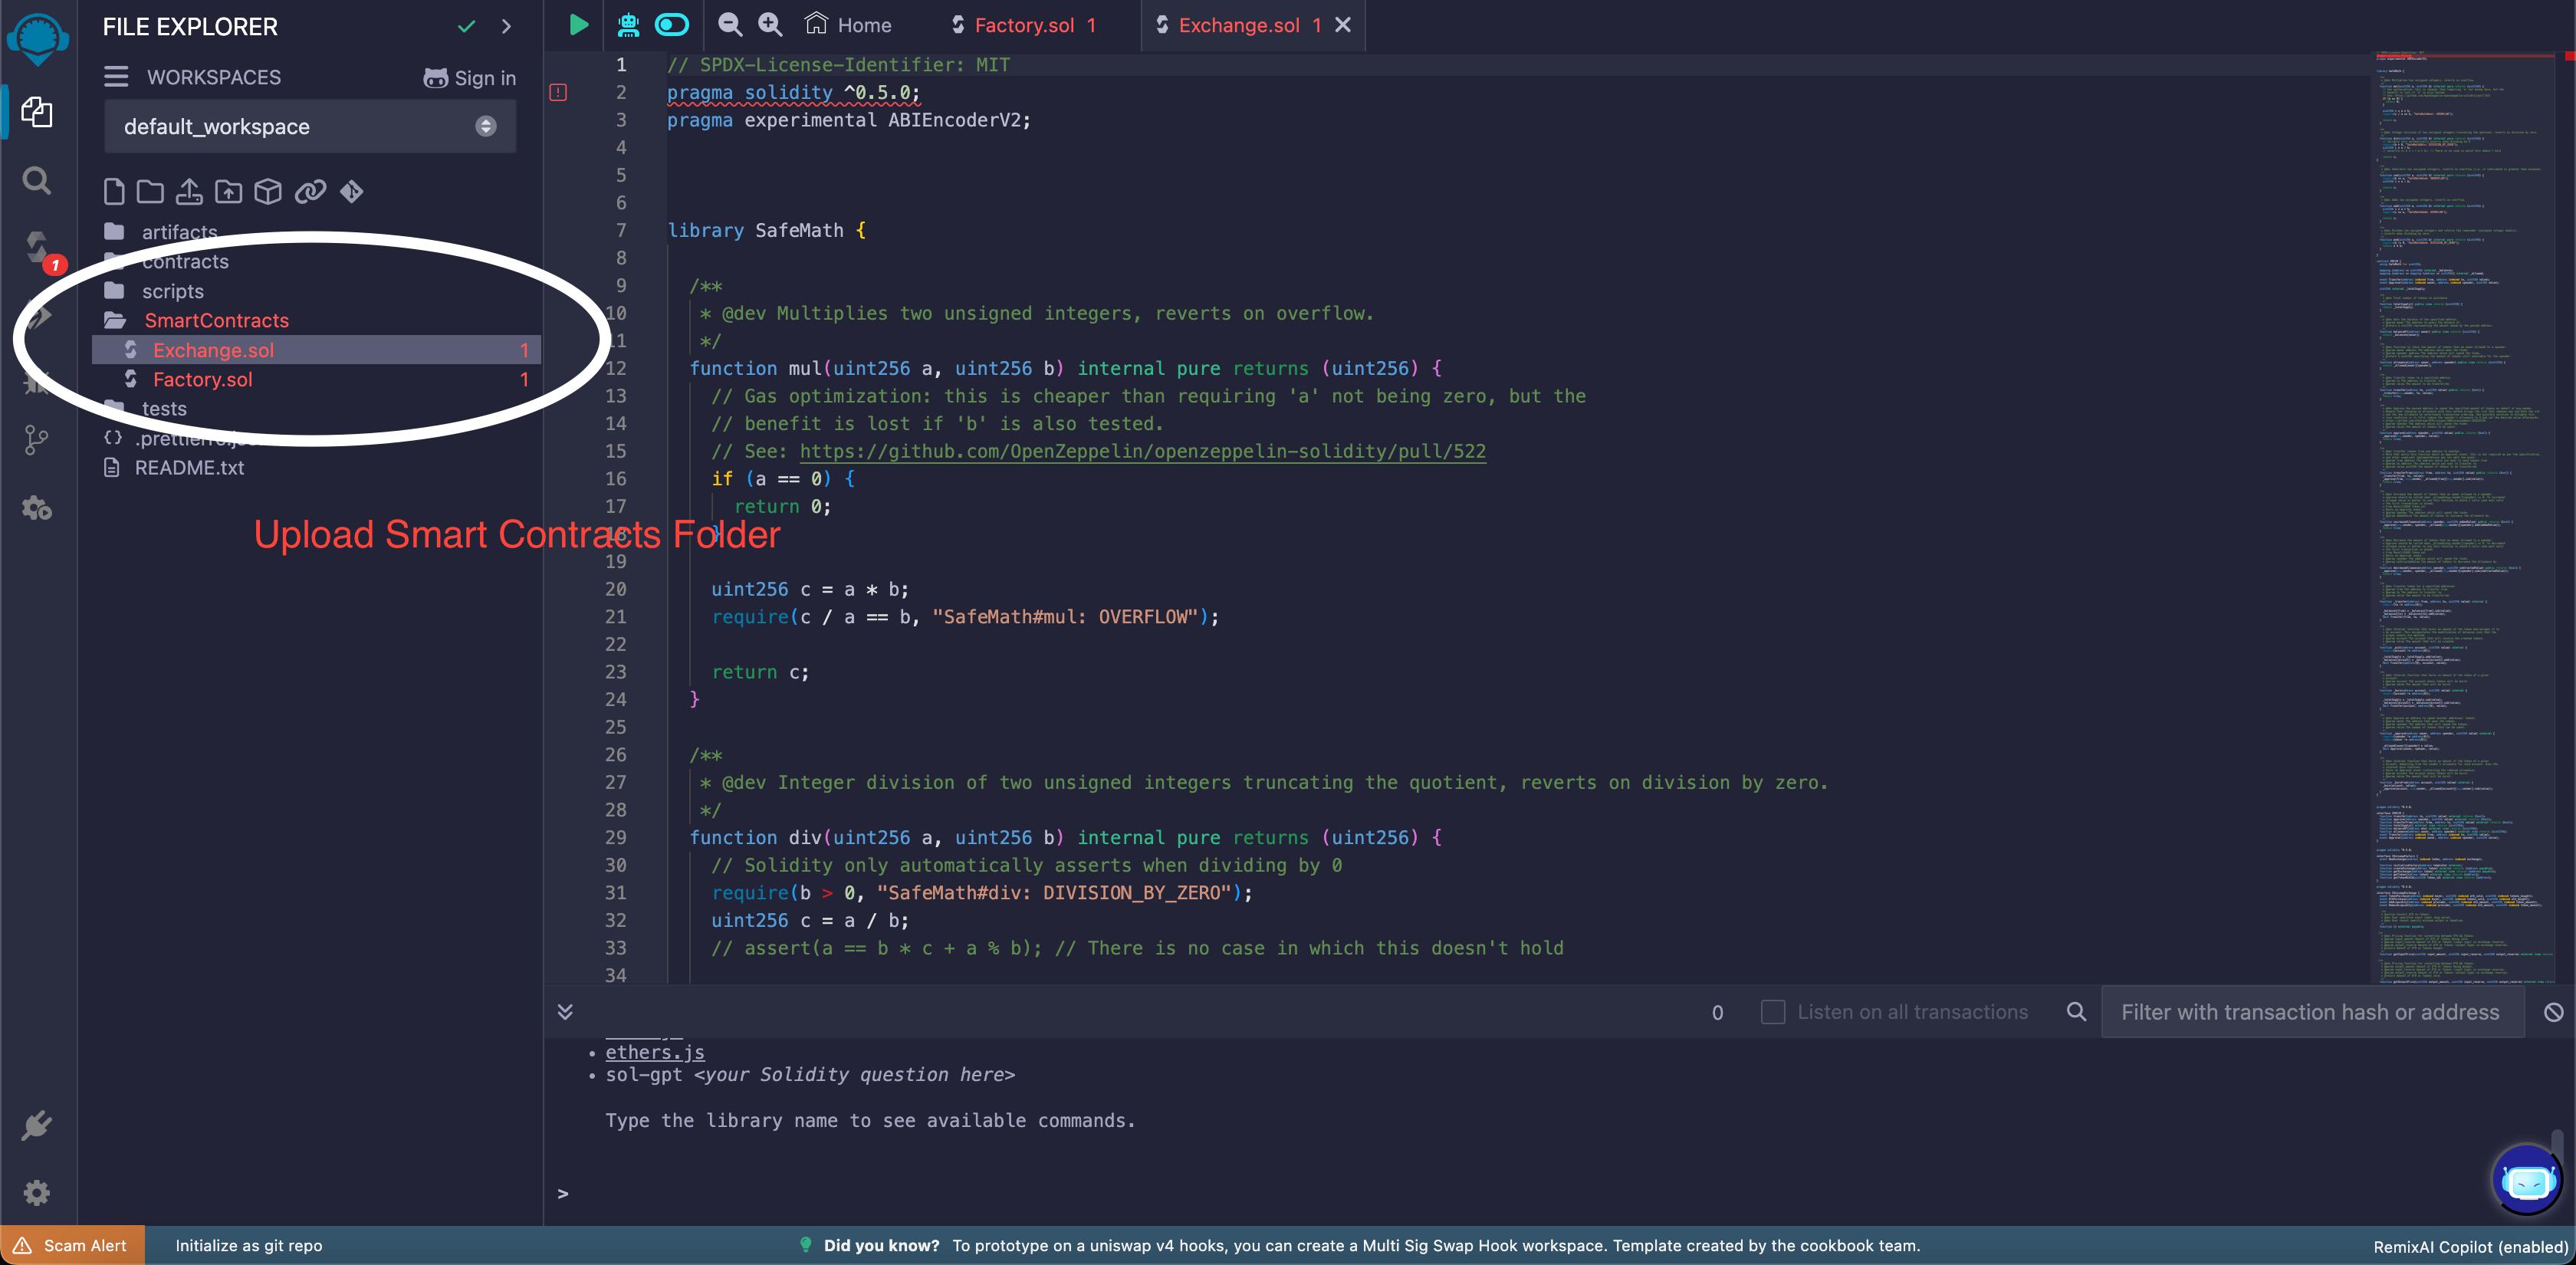 FILE EXPLORER
WORKSPACES
Sign in
default_workspace
artifacts
contracts
scripts
SmartContracts
Exchange.sol 1
Factory.sol 1
tests
README.txt
1
Upload Smart Contracts Folder
Home
Factory.sol 1
Exchange.sol 1
1 // SPDX-License-Identifier: MIT
2 pragma solidity ^0.5.0;
3 pragma experimental ABIEncoderV2;
4
5
6
7 library SafeMath {
8
9 /**
10 * @dev Multiplies two unsigned integers, reverts on overflow.
11 */
12 function mul(uint256 a, uint256 b) internal pure returns (uint256) {
13 // Gas optimization: this is cheaper than requiring 'a' not being zero, but the
14 // benefit is lost if 'b' is also tested.
15 // See: https://github.com/OpenZeppelin/openzeppelin-solidity/pull/522
16 if (a == 0) {
17 return 0;
18 }
19
20 uint256 c = a * b;
21 require(c / a == b, "SafeMath#mul: OVERFLOW");
22
23 return c;
24 }
25
26 /**
27 * @dev Integer division of two unsigned integers truncating the quotient, reverts on division by zero.
28 */
29 function div(uint256 a, uint256 b) internal pure returns (uint256) {
30 // Solidity only automatically asserts when dividing by 0
31 require(b > 0, "SafeMath#div: DIVISION_BY_ZERO");
32 uint256 c = a / b;
33 // assert(a == b * c + a % b); // There is no case in which this doesn't hold
34
0
Listen on all transactions
Filter with transaction hash or address
• ethers.js
• sol-gpt <your Solidity question here>
Type the library name to see available commands.
>
Scam Alert
Initialize as git repo
Did you know? To prototype on a uniswap v4 hooks, you can create a Multi Sig Swap Hook workspace. Template created by the cookbook team.
RemixAI Copilot (enabled)